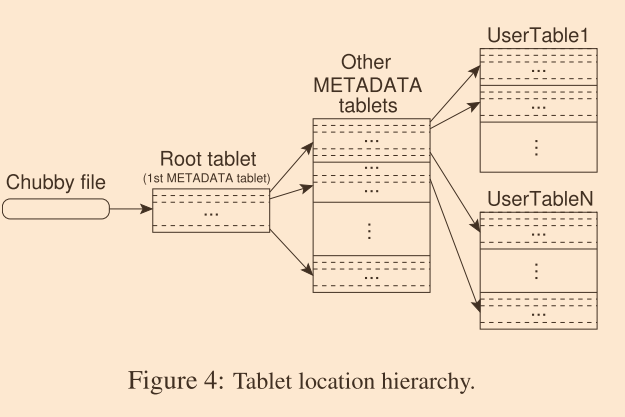 UserTable1
Other
METADATA
tablets
Root tablet
(1st METADATA tablet)
Chubby file
UserTableN
...
...
...
...
...
...
...
...
...
Figure 4: Tablet location hierarchy.